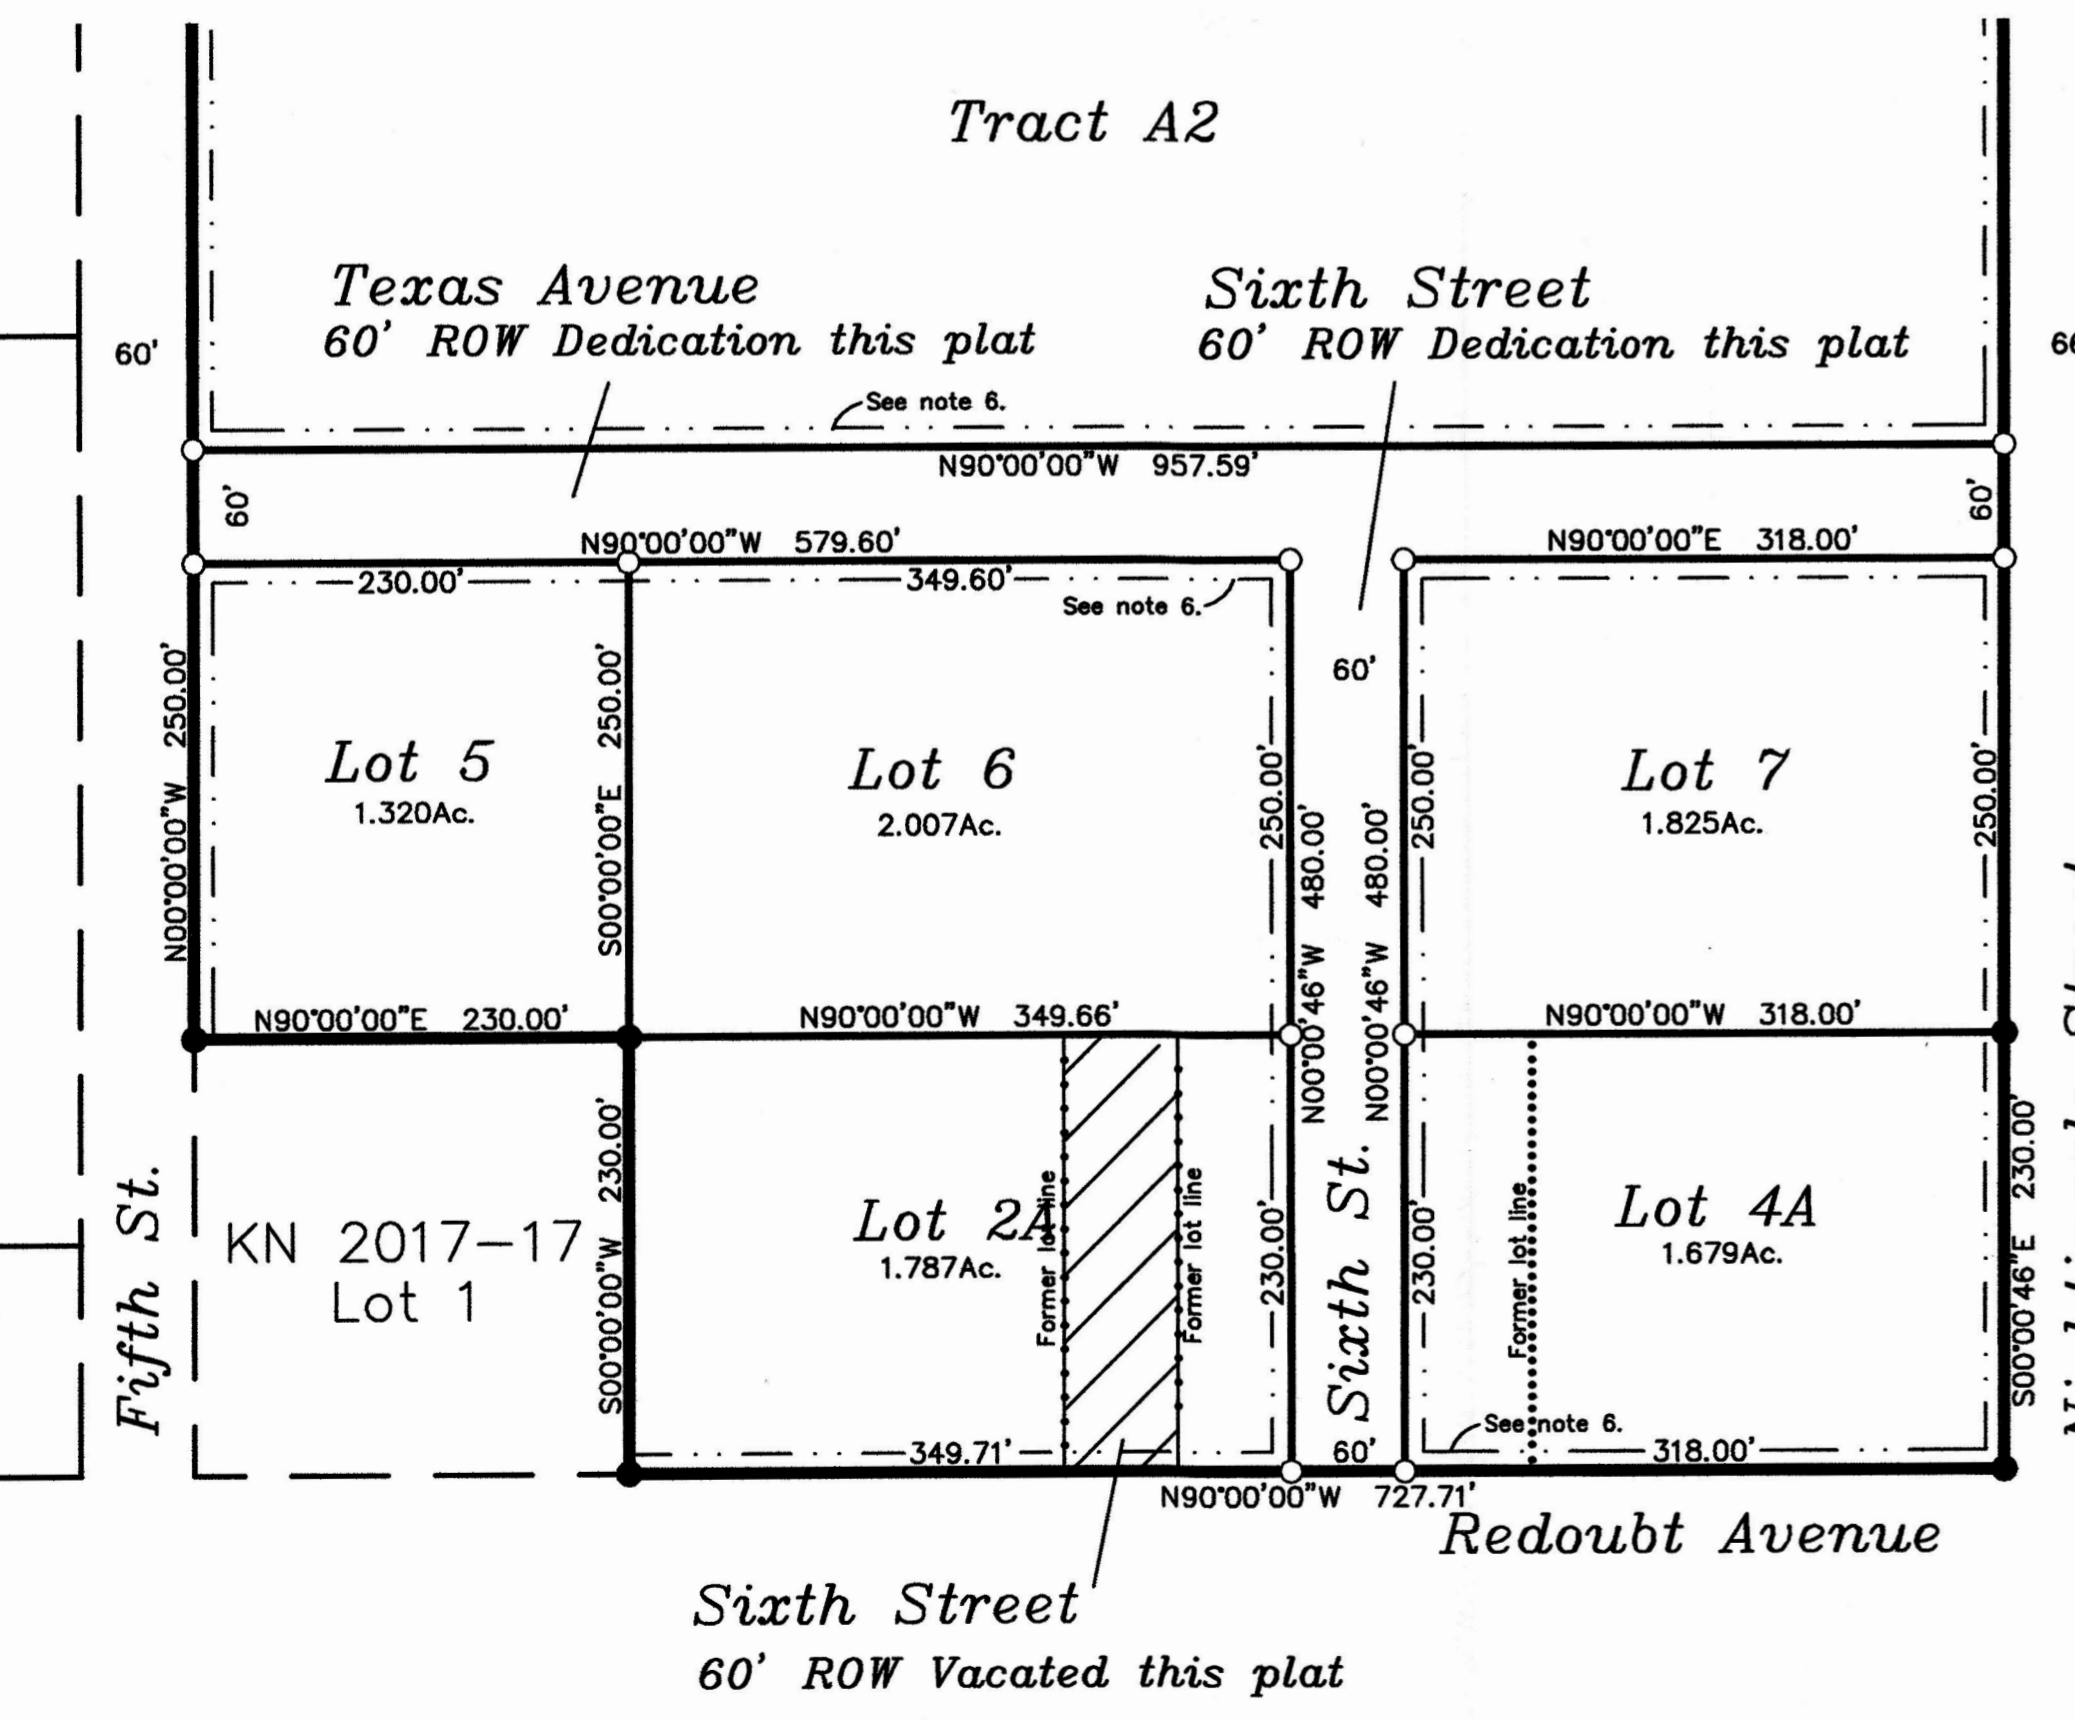 Tract A2
Texas Avenue
60' ROW Dedication this plat
Sixth Street
60' ROW Dedication this plat
60'
See note 6.
N90°00'00"W 957.59'
60'
60'
N90°00'00"W 579.60'
N90°00'00"E 318.00'
230.00'
349.60'
See note 6.
60'
N00°00'00"W 250.00'
Lot 5
1.320Ac.
S00°00'00"E 250.00'
Lot 6
2.007Ac.
250.00'
N00°00'46"W 480.00'
N00°00'46"W 480.00'
250.00'
Lot 7
1.825Ac.
250.00'
N90°00'00"E 230.00'
N90°00'00"W 349.66'
N90°00'00"W 318.00'
Fifth St.
KN 2017-17
Lot 1
S00°00'00"W 230.00'
Lot 2A
1.787Ac.
Former lot line
Former lot line
230.00'
Sixth St.
60'
230.00'
Former lot line
Lot 4A
1.679Ac.
S00°00'46"E 230.00'
See note 6.
349.71'
318.00'
N90°00'00"W 727.71'
Redoubt Avenue
Sixth Street
60' ROW Vacated this plat